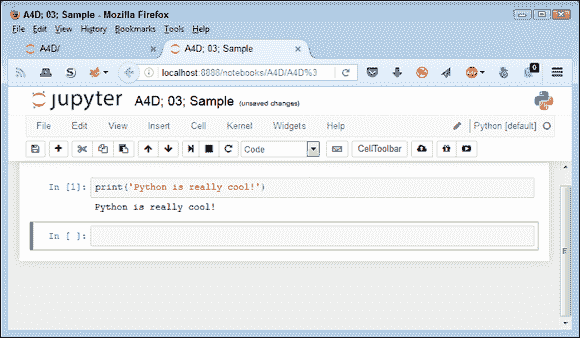 A4D; 03; Sample - Mozilla Firefox
File Edit View History Bookmarks Tools Help
A4D/
A4D; 03; Sample
localhost:8888/notebooks/A4D/A4D%3
0
jupyter A4D; 03; Sample (unsaved changes)
File Edit View Insert Cell Kernel Widgets Help
Python [default]
Code
CellToolbar
In [1]: print('Python is really cool!')
Python is really cool!
In [ ]: